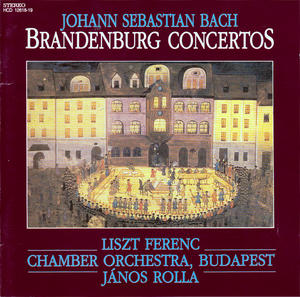 STEREO
HCD 12618-19
JOHANN SEBASTIAN BACH
BRANDENBURG CONCERTOS
LISZT FERENC
CHAMBER ORCHESTRA, BUDAPEST
JÁNOS ROLLA